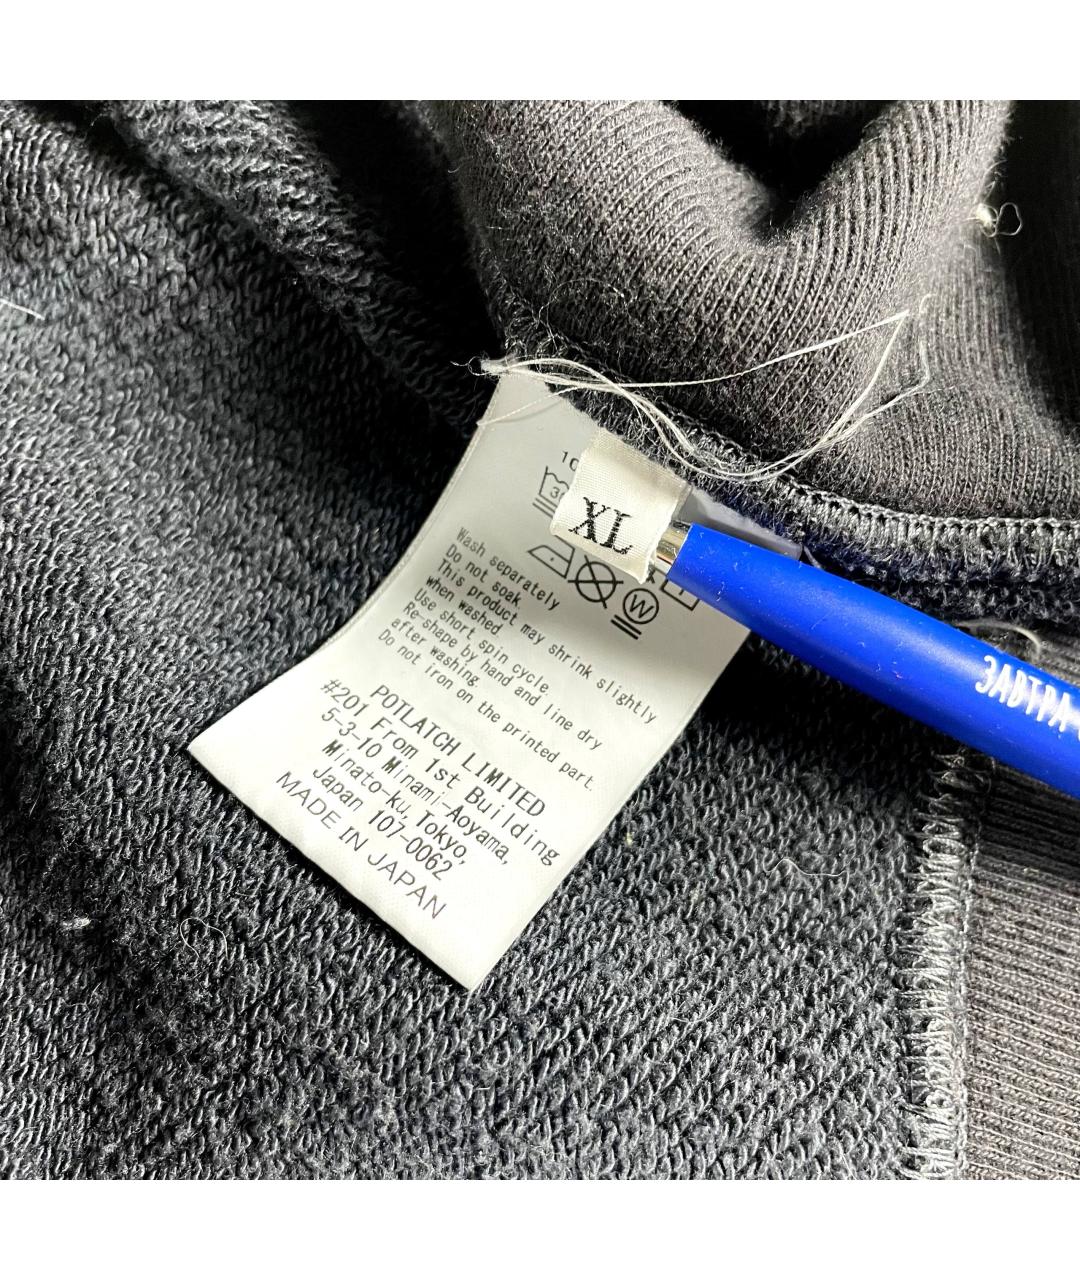 XL
Wash separately
Do not soak.
This product may shrink slightly
when washed.
Use short spin cycle.
Re-shape by hand and line dry
after washing.
Do not iron on the printed part.
POTLATCH LIMITED
#201 From 1st Building
5-3-10 Minami-Aoyama,
Minato-ku, Tokyo,
Japan 107-0062
MADE IN JAPAN
W
ЗАВТРА